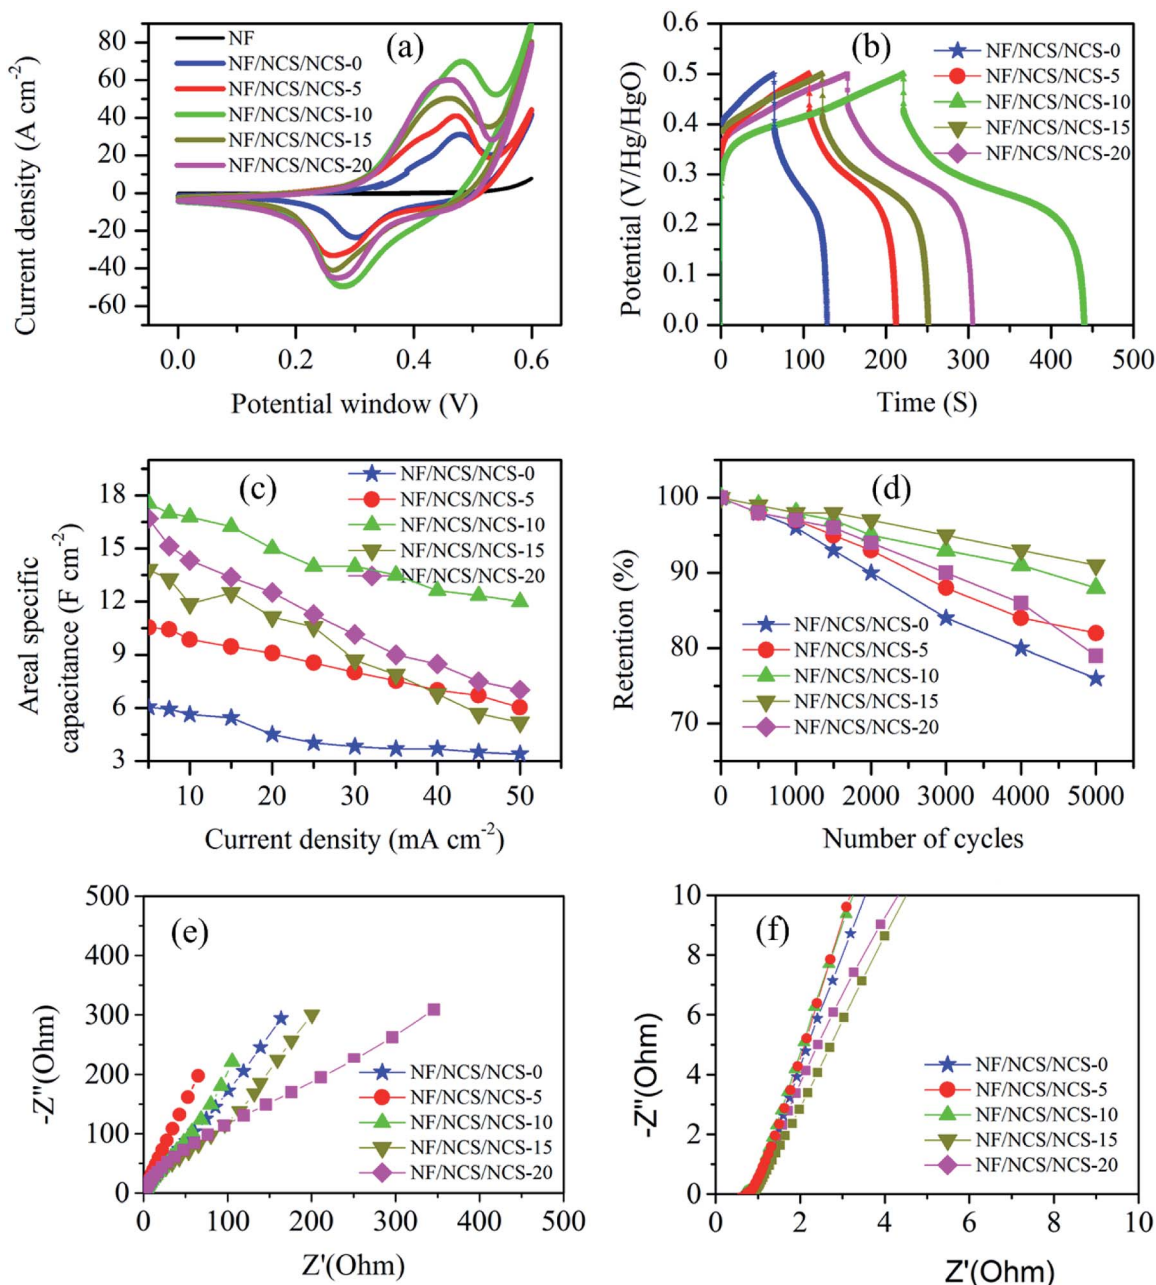 (a)
Current density (A cm-2)
80
60
40
20
0
-20
-40
-60
NF
NF/NCS/NCS-0
NF/NCS/NCS-5
NF/NCS/NCS-10
NF/NCS/NCS-15
NF/NCS/NCS-20
0.0 0.2 0.4 0.6
Potential window (V)
(b)
Potential (V/Hg/HgO)
0.6
0.5
0.4
0.3
0.2
0.1
0.0
NF/NCS/NCS-0
NF/NCS/NCS-5
NF/NCS/NCS-10
NF/NCS/NCS-15
NF/NCS/NCS-20
0 100 200 300 400 500
Time (S)
(c)
Areal specific
capacitance (F cm-2)
18
15
12
9
6
3
NF/NCS/NCS-0
NF/NCS/NCS-5
NF/NCS/NCS-10
NF/NCS/NCS-15
NF/NCS/NCS-20
10 20 30 40 50
Current density (mA cm-2)
(d)
Retention (%)
100
90
80
70
NF/NCS/NCS-0
NF/NCS/NCS-5
NF/NCS/NCS-10
NF/NCS/NCS-15
NF/NCS/NCS-20
0 1000 2000 3000 4000 5000
Number of cycles
(e)
-Z"(Ohm)
500
400
300
200
100
0
NF/NCS/NCS-0
NF/NCS/NCS-5
NF/NCS/NCS-10
NF/NCS/NCS-15
NF/NCS/NCS-20
0 100 200 300 400 500
Z'(Ohm)
(f)
-Z"(Ohm)
10
8
6
4
2
0
NF/NCS/NCS-0
NF/NCS/NCS-5
NF/NCS/NCS-10
NF/NCS/NCS-15
NF/NCS/NCS-20
0 2 4 6 8 10
Z'(Ohm)